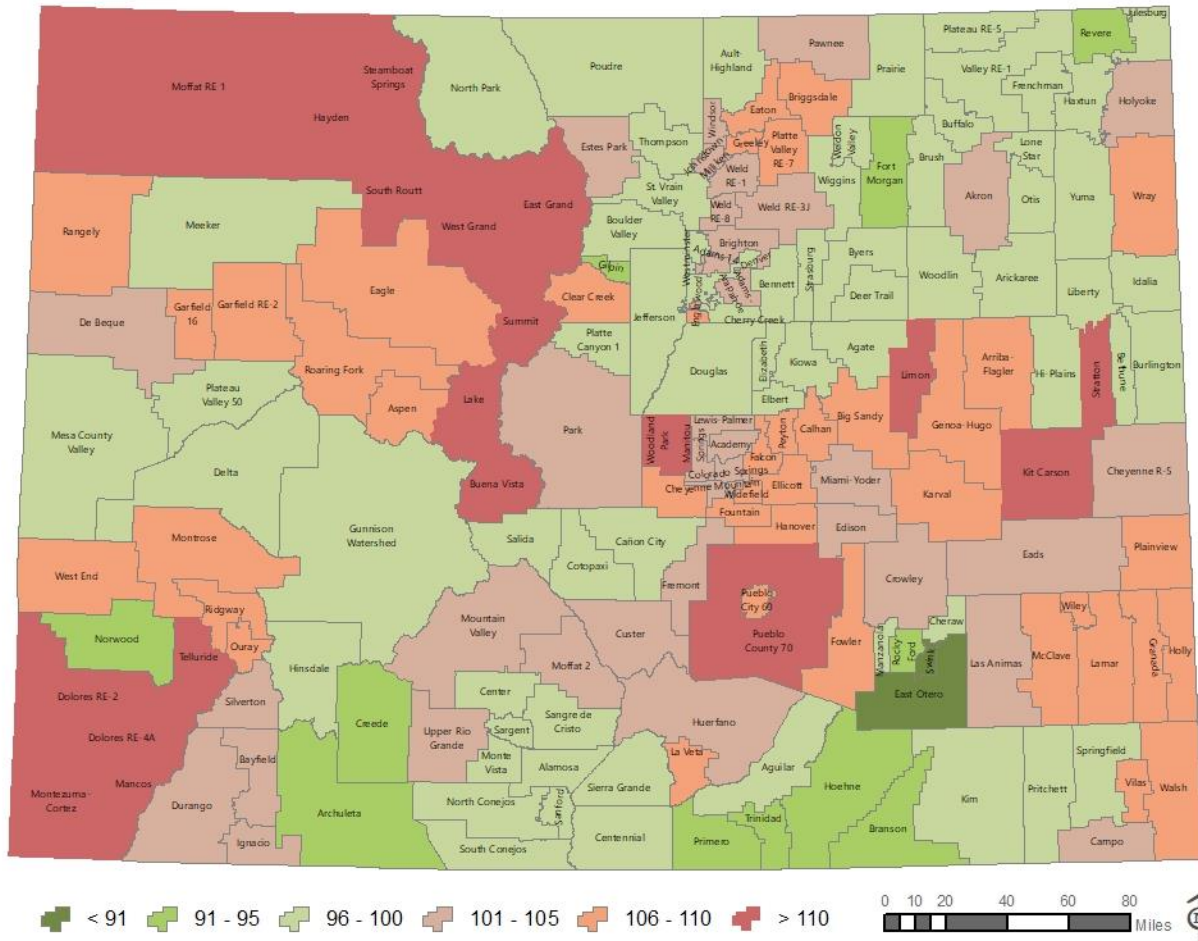 Moffat RE 1
Steamboat
Springs
Hayden
North Park
Poudre
Ault-
Highland
Pawnee
Prairie
Plateau RE-5
Revere
Julesburg
Valley RE-1
Frenchman
Haxtun
Holyoke
Buffalo
Eaton
Briggsdale
Windsor
Greeley
Platte
Valley
RE-7
Weldon
Valley
Fort
Morgan
Brush
Lone
Star
Estes Park
Thompson
Johnstown
Milliken
Weld
RE-1
Wiggins
Akron
Otis
Yuma
Wray
South Routt
East Grand
West Grand
St. Vrain
Valley
Weld
RE-8
Weld RE-3J
Boulder
Valley
Rangely
Meeker
Brighton
Adams 14
Denver
Westminster
Adams-
Arapahoe
Englewood
Bennett
Strasburg
Byers
Deer Trail
Woodlin
Arickaree
Liberty
Idalia
Gilpin
Clear Creek
Eagle
De Beque
Garfield
16
Garfield RE-2
Summit
Jefferson
Cherry Creek
Platte
Canyon 1
Douglas
Elizabeth
Kiowa
Elbert
Agate
Limon
Arriba-
Flagler
Hi-Plains
Stratton
Bethune
Burlington
Roaring Fork
Aspen
Lake
Park
Plateau
Valley 50
Mesa County
Valley
Delta
Woodland
Park
Manitou
Springs
Lewis-Palmer
Academy
Peyton
Calhan
Big Sandy
Genoa-Hugo
Falcon
Colorado Springs
Cheyenne Mountain
Widefield
Ellicott
Miami-Yoder
Karval
Kit Carson
Cheyenne R-5
Buena Vista
Fountain
Hanover
Edison
Gunnison
Watershed
Salida
Cotopaxi
Cañon City
Fremont
Montrose
West End
Eads
Plainview
Crowley
Pueblo
City 60
Pueblo
County 70
Fowler
Ridgway
Ouray
Norwood
Telluride
Mountain
Valley
Custer
Moffat 2
Manzanola
Rocky
Ford
Swink
Cheraw
East Otero
Las Animas
McClave
Wiley
Lamar
Granada
Holly
Hinsdale
Silverton
Dolores RE-2
Dolores RE-4A
Mancos
Montezuma-
Cortez
Creede
Center
Sargent
Sangre de
Cristo
Upper Rio
Grande
Monte
Vista
Alamosa
Huerfano
La Veta
Aguilar
Bayfield
Durango
Ignacio
Archuleta
North Conejos
Sanford
South Conejos
Sierra Grande
Centennial
Primero
Trinidad
Hoehne
Branson
Kim
Pritchett
Springfield
Vilas
Walsh
Campo
< 91
91 - 95
96 - 100
101 - 105
106 - 110
> 110
0 10 20 40 60 80
Miles